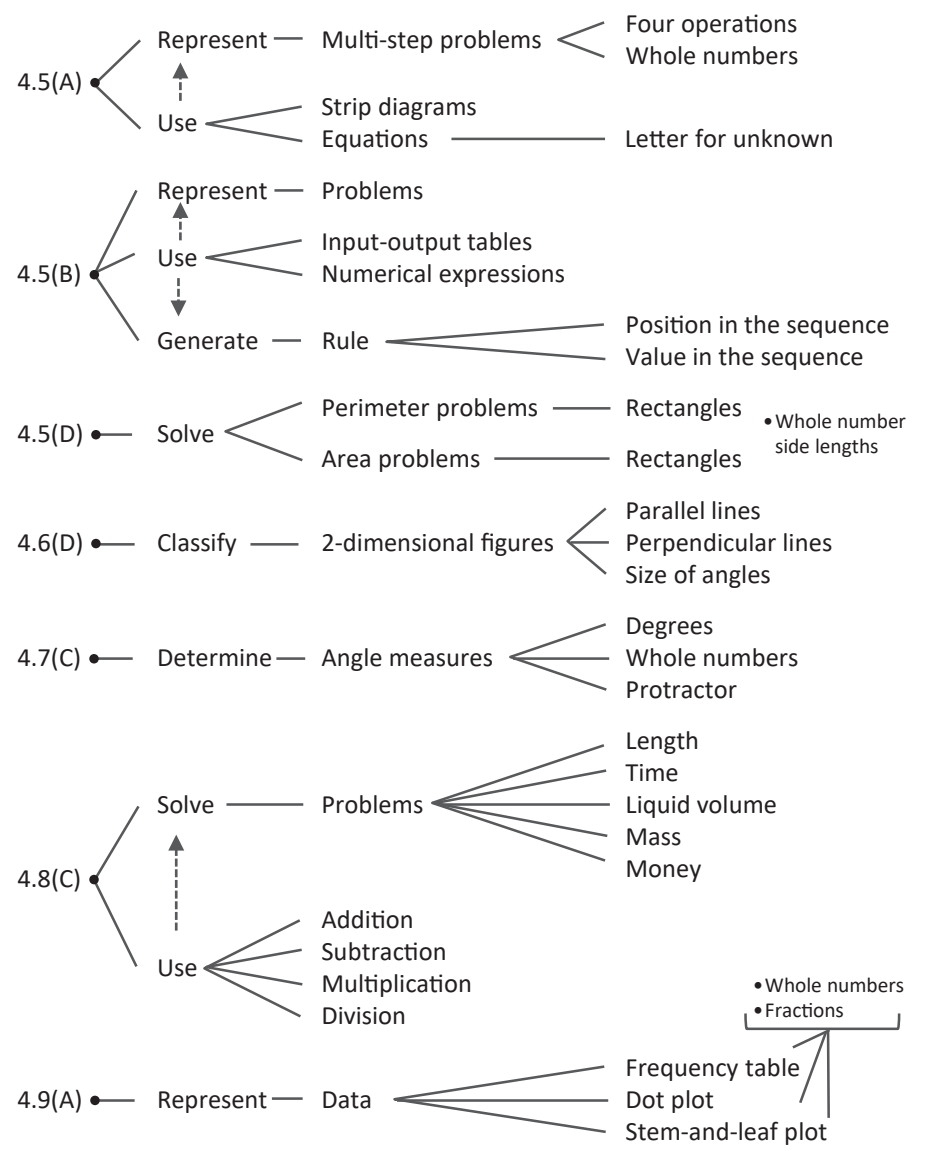 4.5(A)
Represent
Multi-step problems
Four operations
Whole numbers
Use
Strip diagrams
Equations
Letter for unknown
4.5(B)
Represent
Problems
Use
Input-output tables
Numerical expressions
Generate
Rule
Position in the sequence
Value in the sequence
4.5(D)
Solve
Perimeter problems
Rectangles
Area problems
Rectangles
• Whole number
side lengths
4.6(D)
Classify
2-dimensional figures
Parallel lines
Perpendicular lines
Size of angles
4.7(C)
Determine
Angle measures
Degrees
Whole numbers
Protractor
4.8(C)
Solve
Problems
Length
Time
Liquid volume
Mass
Money
Use
Addition
Subtraction
Multiplication
Division
4.9(A)
Represent
Data
Frequency table
Dot plot
Stem-and-leaf plot
• Whole numbers
• Fractions